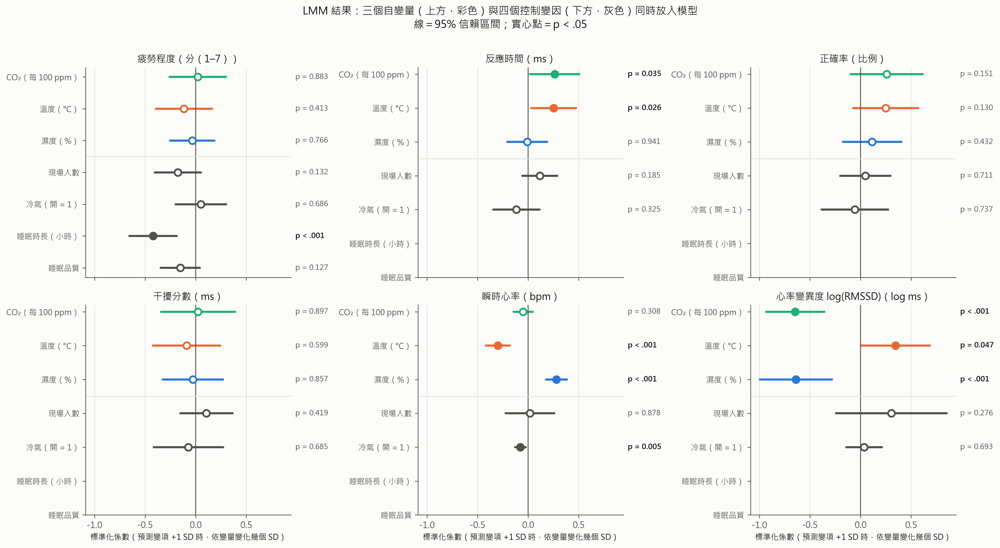 LMM 結果：三個自變量（上方，彩色）與四個控制變因（下方，灰色）同時放入模型
線＝95% 信賴區間；實心點＝p < .05
疲勞程度（分（1–7））
CO₂（每 100 ppm）
p = 0.883
溫度（°C）
p = 0.413
濕度（%）
p = 0.766
現場人數
p = 0.132
冷氣（開 = 1）
p = 0.686
睡眠時長（小時）
p < .001
睡眠品質
p = 0.127
反應時間（ms）
CO₂（每 100 ppm）
p = 0.035
溫度（°C）
p = 0.026
濕度（%）
p = 0.941
現場人數
p = 0.185
冷氣（開 = 1）
p = 0.325
睡眠時長（小時）
睡眠品質
正確率（比例）
CO₂（每 100 ppm）
p = 0.151
溫度（°C）
p = 0.130
濕度（%）
p = 0.432
現場人數
p = 0.711
冷氣（開 = 1）
p = 0.737
睡眠時長（小時）
睡眠品質
干擾分數（ms）
CO₂（每 100 ppm）
p = 0.897
溫度（°C）
p = 0.599
濕度（%）
p = 0.857
現場人數
p = 0.419
冷氣（開 = 1）
p = 0.685
睡眠時長（小時）
睡眠品質
-1.0 -0.5 0.0 0.5
標準化係數（預測變項 +1 SD 時，依變量變化幾個 SD）
瞬時心率（bpm）
CO₂（每 100 ppm）
p = 0.308
溫度（°C）
p < .001
濕度（%）
p < .001
現場人數
p = 0.878
冷氣（開 = 1）
p = 0.005
睡眠時長（小時）
睡眠品質
-1.0 -0.5 0.0 0.5
標準化係數（預測變項 +1 SD 時，依變量變化幾個 SD）
心率變異度 log(RMSSD)（log ms）
CO₂（每 100 ppm）
p < .001
溫度（°C）
p = 0.047
濕度（%）
p < .001
現場人數
p = 0.276
冷氣（開 = 1）
p = 0.693
睡眠時長（小時）
睡眠品質
-1.0 -0.5 0.0 0.5
標準化係數（預測變項 +1 SD 時，依變量變化幾個 SD）